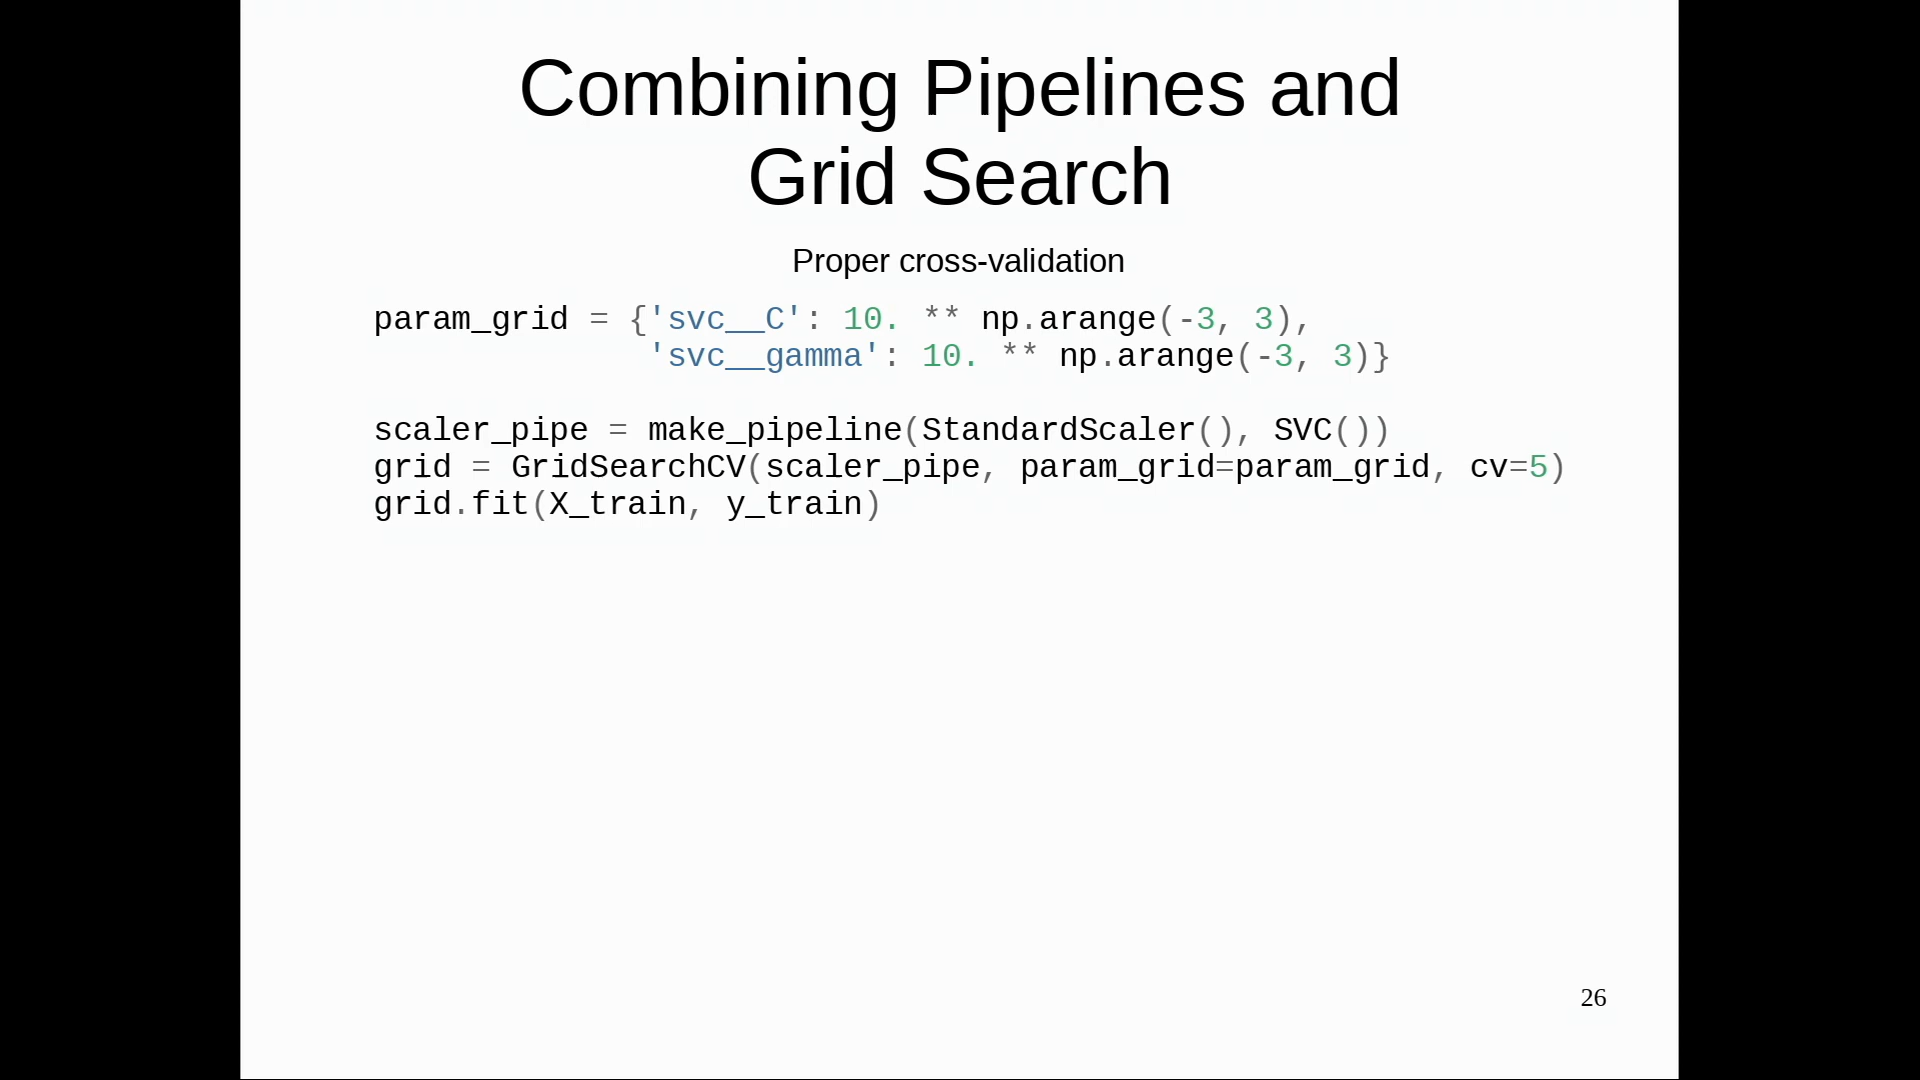 Combining Pipelines and
Grid Search
Proper cross-validation
param_grid = {'svc__C': 10. ** np.arange(-3, 3),
              'svc__gamma': 10. ** np.arange(-3, 3)}
scaler_pipe = make_pipeline(StandardScaler(), SVC())
grid = GridSearchCV(scaler_pipe, param_grid=param_grid, cv=5)
grid.fit(X_train, y_train)
26